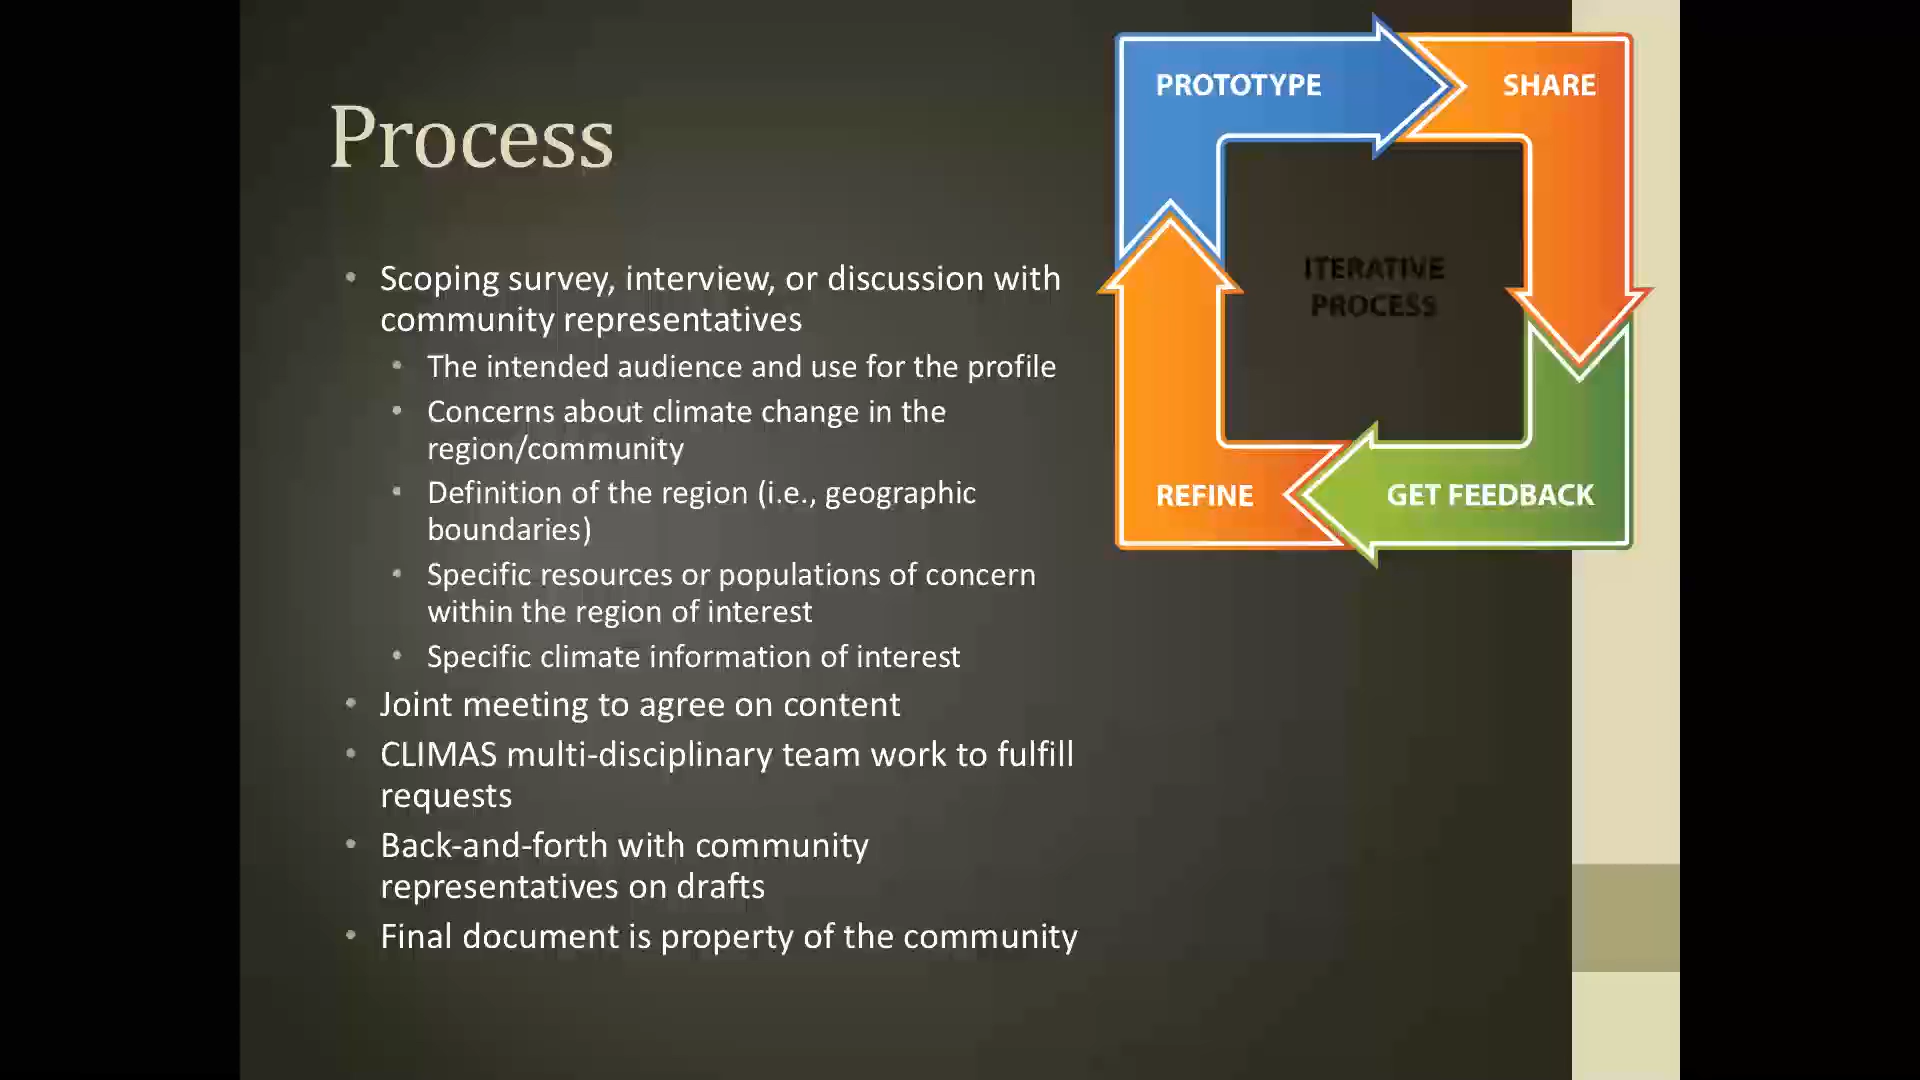 Process
• Scoping survey, interview, or discussion with
community representatives
• The intended audience and use for the profile
• Concerns about climate change in the
region/community
• Definition of the region (i.e., geographic
boundaries)
• Specific resources or populations of concern
within the region of interest
• Specific climate information of interest
• Joint meeting to agree on content
• CLIMAS multi-disciplinary team work to fulfill
requests
• Back-and-forth with community
representatives on drafts
• Final document is property of the community
PROTOTYPE
SHARE
ITERATIVE
PROCESS
REFINE
GET FEEDBACK